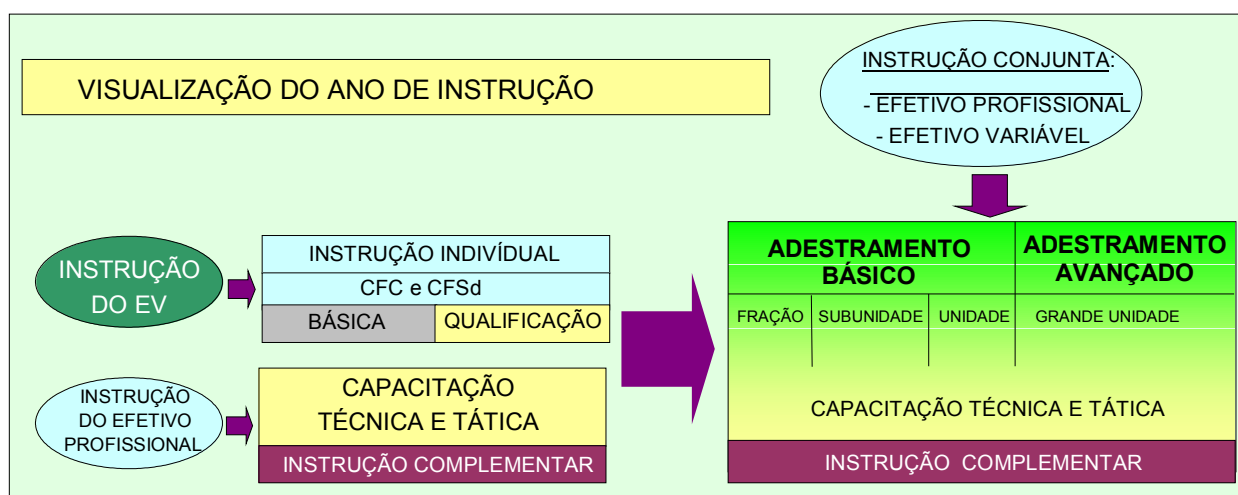 VISUALIZAÇÃO DO ANO DE INSTRUÇÃO
INSTRUÇÃO CONJUNTA:
- EFETIVO PROFISSIONAL
- EFETIVO VARIÁVEL
INSTRUÇÃO
DO EV
INSTRUÇÃO INDIVÍDUAL
CFC e CFSd
BÁSICA
QUALIFICAÇÃO
INSTRUÇÃO
DO EFETIVO
PROFISSIONAL
CAPACITAÇÃO
TÉCNICA E TÁTICA
INSTRUÇÃO COMPLEMENTAR
ADESTRAMENTO
BÁSICO
ADESTRAMENTO
AVANÇADO
FRAÇÃO
SUBUNIDADE
UNIDADE
GRANDE UNIDADE
CAPACITAÇÃO TÉCNICA E TÁTICA
INSTRUÇÃO COMPLEMENTAR